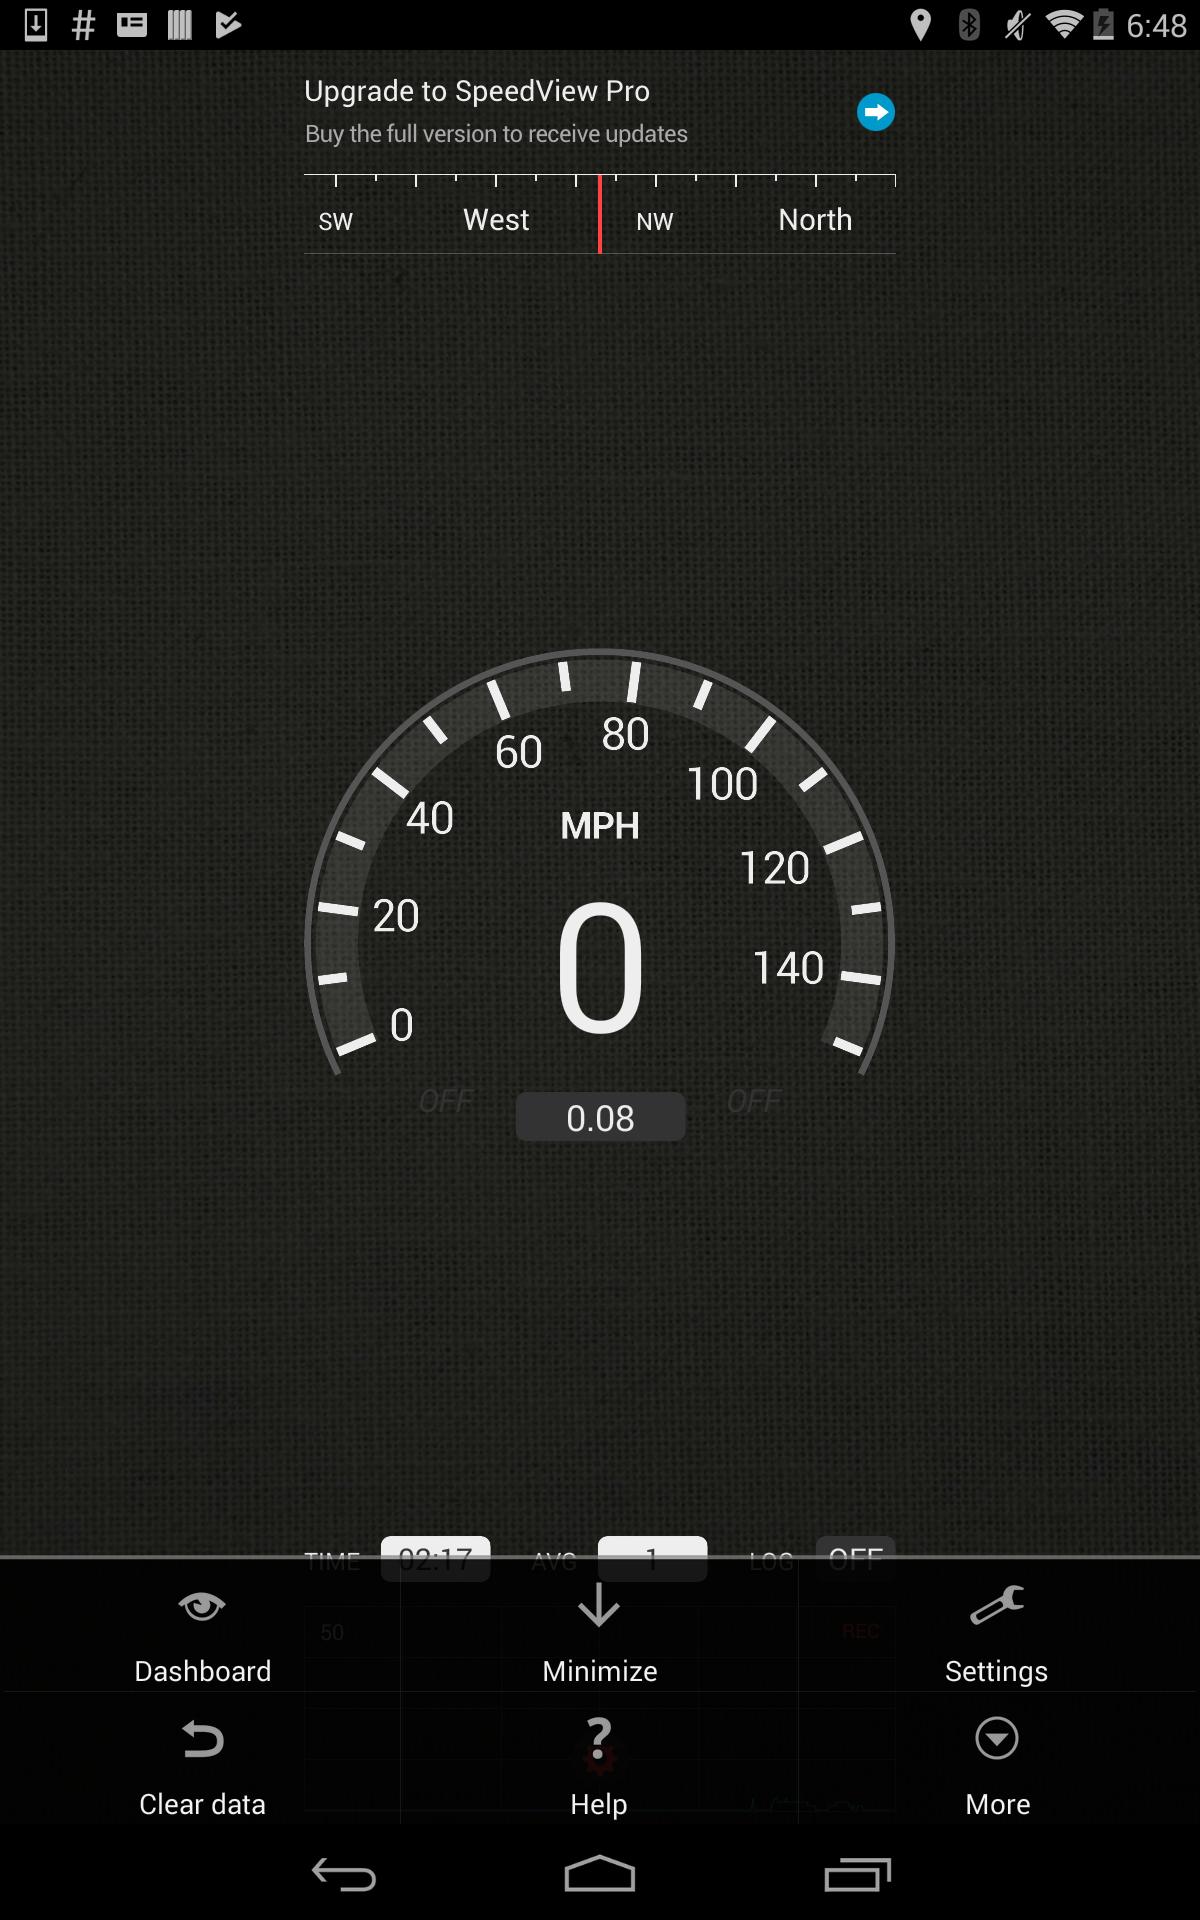 6:48
Upgrade to SpeedView Pro
Buy the full version to receive updates
SW West NW North
60 80
100
40 MPH
120
20
0
140
0
OFF 0.08 OFF
TIME 02:17 AVG 1 LOG OFF
50 REC
Dashboard Minimize Settings
Clear data Help More